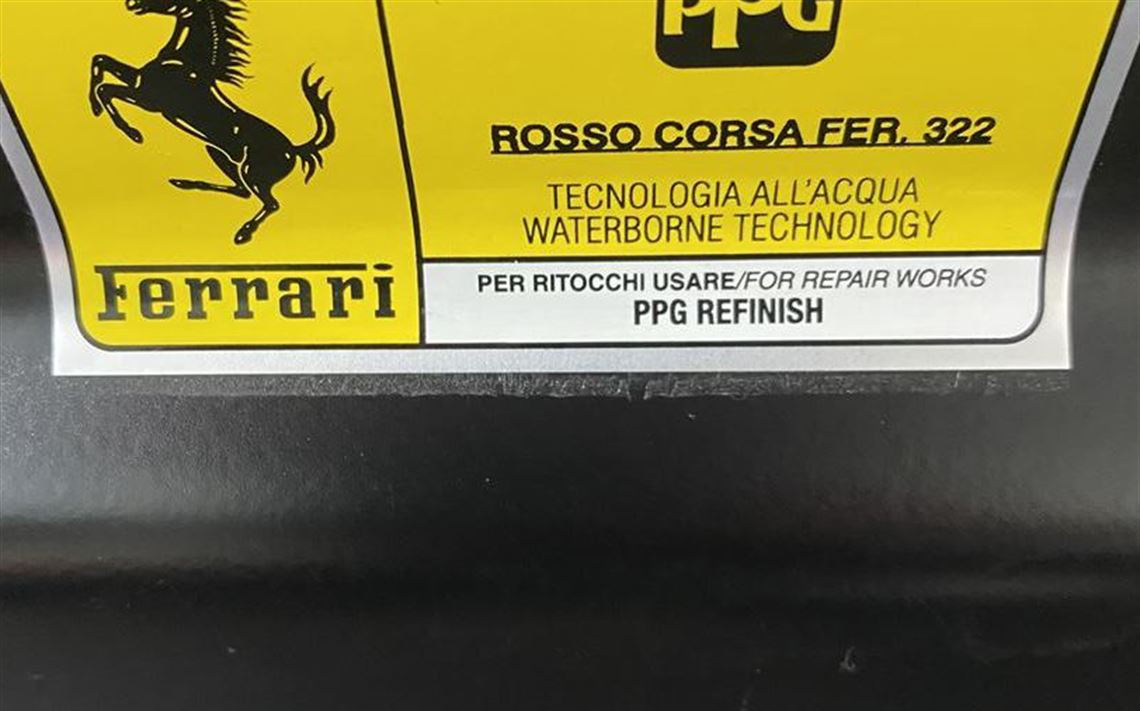 PPG
ROSSO CORSA FER. 322
TECNOLOGIA ALL'ACQUA
WATERBORNE TECHNOLOGY
Ferrari
PER RITOCCHI USARE/FOR REPAIR WORKS
PPG REFINISH